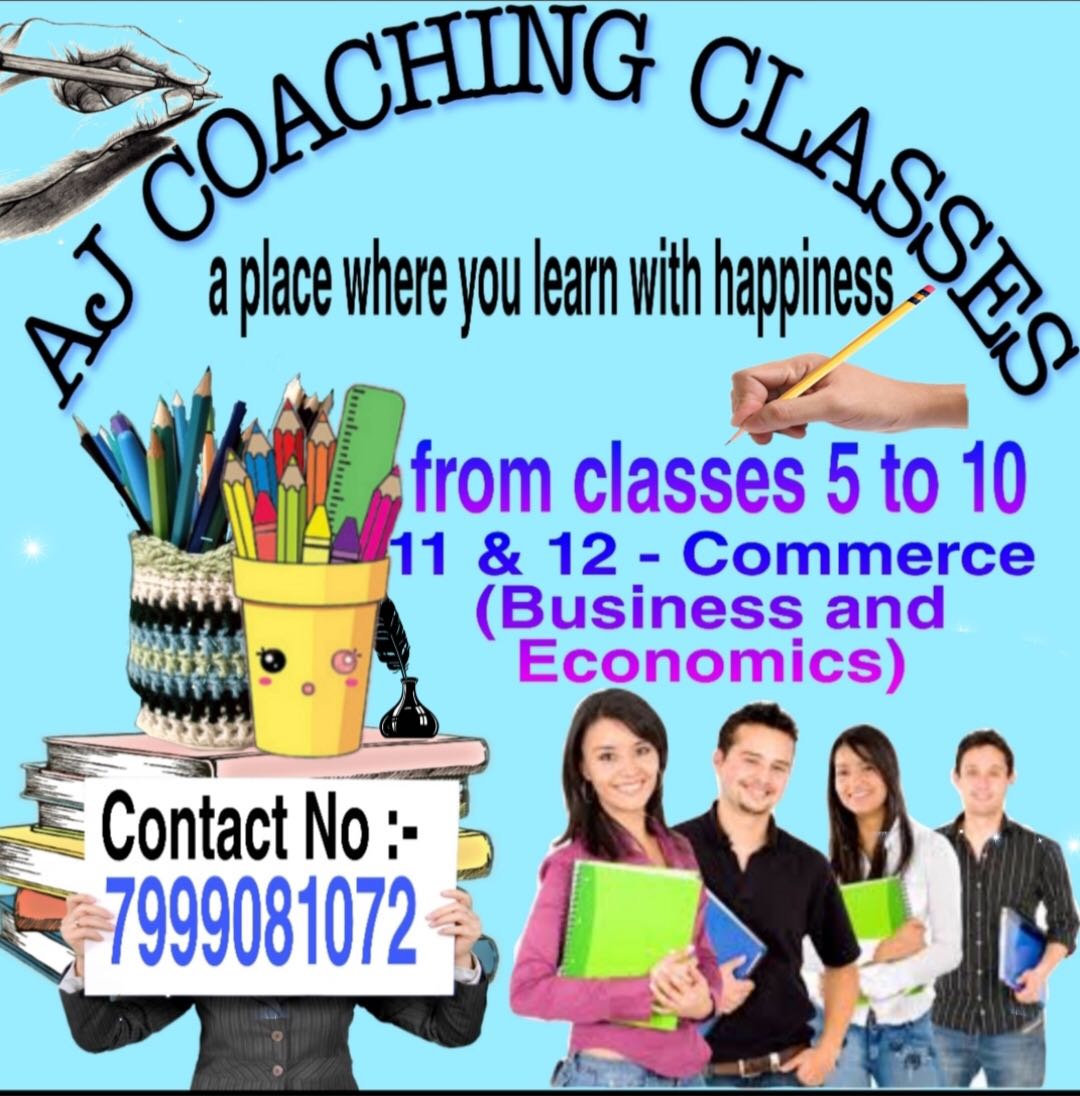 AJ COACHING CLASSES
a place where you learn with happiness
from classes 5 to 10
11 & 12 - Commerce
(Business and
Economics)
Contact No :-
7999081072